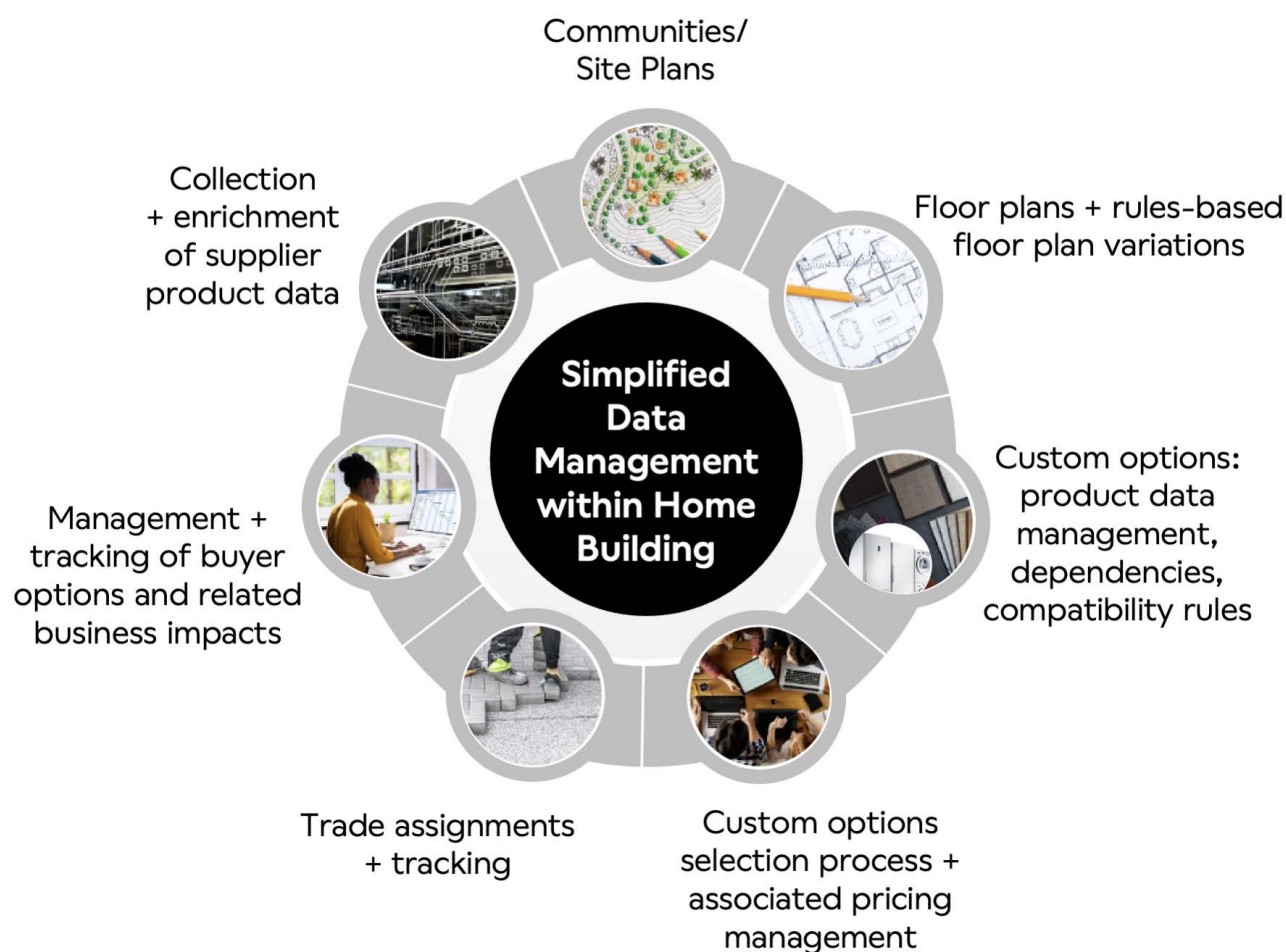 Communities/
Site Plans
Floor plans + rules-based
floor plan variations
Custom options:
product data
management,
dependencies,
compatibility rules
Custom options
selection process +
associated pricing
management
Trade assignments
+ tracking
Management +
tracking of buyer
options and related
business impacts
Collection
+ enrichment
of supplier
product data
Simplified
Data
Management
within Home
Building